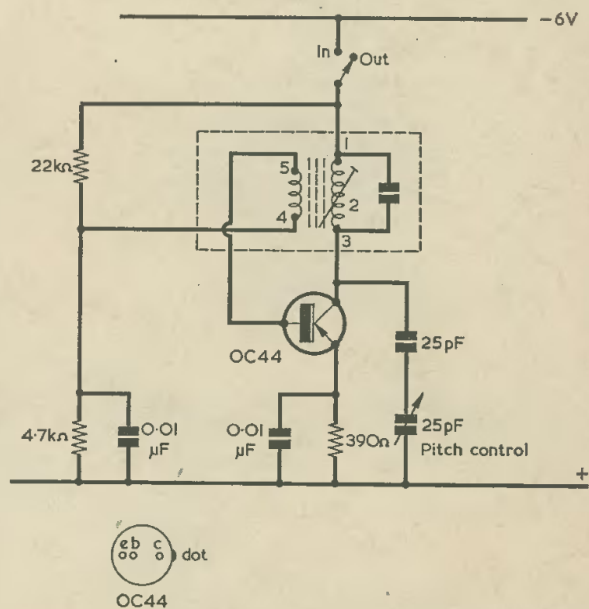 -6V
In
Out
1
22kΩ
5
2
4
3
OC44
25pF
4·7kΩ
0·01
μF
0·01
μF
390Ω
25pF
Pitch control
+
e b c
dot
OC44